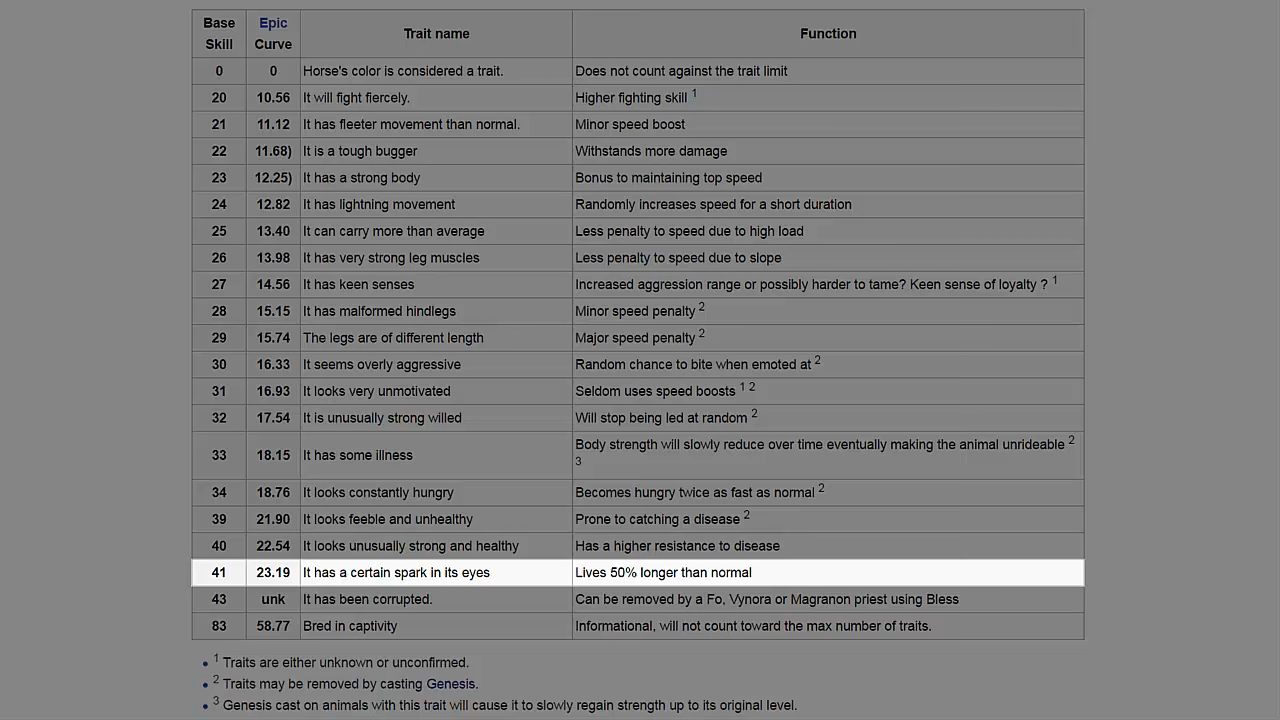 Base Skill Epic Curve Trait name Function
0 0 Horse's color is considered a trait. Does not count against the trait limit
20 10.56 It will fight fiercely. Higher fighting skill 1
21 11.12 It has fleeter movement than normal. Minor speed boost
22 11.68) It is a tough bugger Withstands more damage
23 12.25) It has a strong body Bonus to maintaining top speed
24 12.82 It has lightning movement Randomly increases speed for a short duration
25 13.40 It can carry more than average Less penalty to speed due to high load
26 13.98 It has very strong leg muscles Less penalty to speed due to slope
27 14.56 It has keen senses Increased aggression range or possibly harder to tame? Keen sense of loyalty ? 1
28 15.15 It has malformed hindlegs Minor speed penalty 2
29 15.74 The legs are of different length Major speed penalty 2
30 16.33 It seems overly aggressive Random chance to bite when emoted at 2
31 16.93 It looks very unmotivated Seldom uses speed boosts 1 2
32 17.54 It is unusually strong willed Will stop being led at random 2
33 18.15 It has some illness Body strength will slowly reduce over time eventually making the animal unrideable 2
3
34 18.76 It looks constantly hungry Becomes hungry twice as fast as normal 2
39 21.90 It looks feeble and unhealthy Prone to catching a disease 2
40 22.54 It looks unusually strong and healthy Has a higher resistance to disease
41 23.19 It has a certain spark in its eyes Lives 50% longer than normal
43 unk It has been corrupted. Can be removed by a Fo, Vynora or Magranon priest using Bless
83 58.77 Bred in captivity Informational, will not count toward the max number of traits.
• 1 Traits are either unknown or unconfirmed.
• 2 Traits may be removed by casting Genesis.
• 3 Genesis cast on animals with this trait will cause it to slowly regain strength up to its original level.